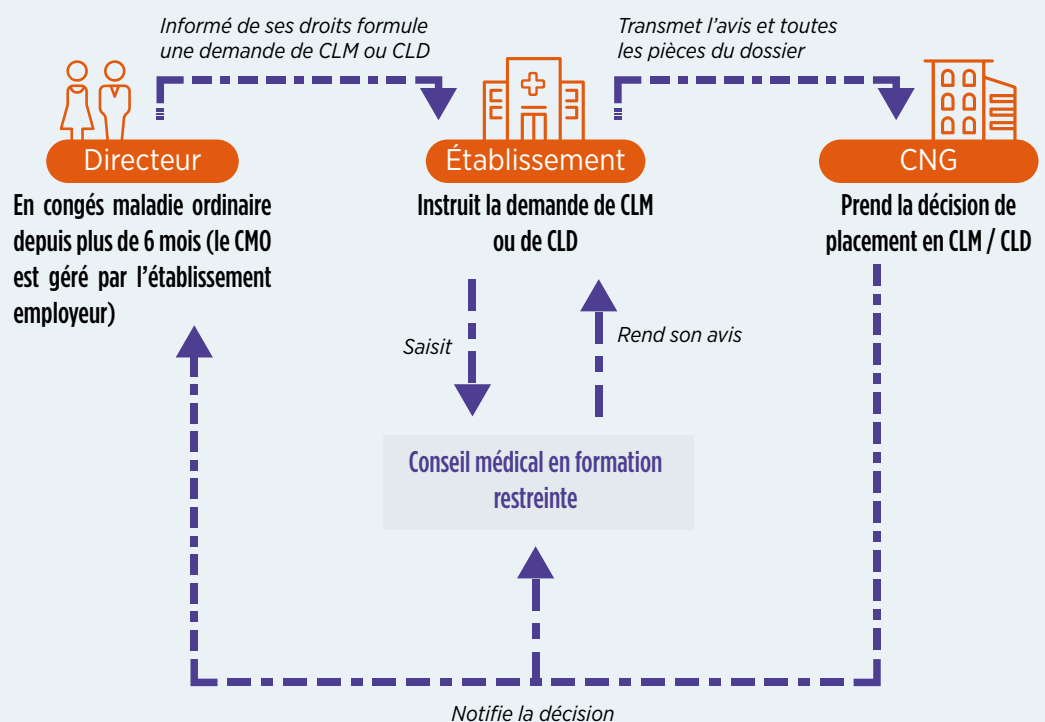 Informé de ses droits formule
une demande de CLM ou CLD
Transmet l'avis et toutes
les pièces du dossier
Directeur
Établissement
CNG
En congés maladie ordinaire
depuis plus de 6 mois (le CMO
est géré par l'établissement
employeur)
Instruit la demande de CLM
ou de CLD
Prend la décision de
placement en CLM / CLD
Saisit
Rend son avis
Conseil médical en formation
restreinte
Notifie la décision